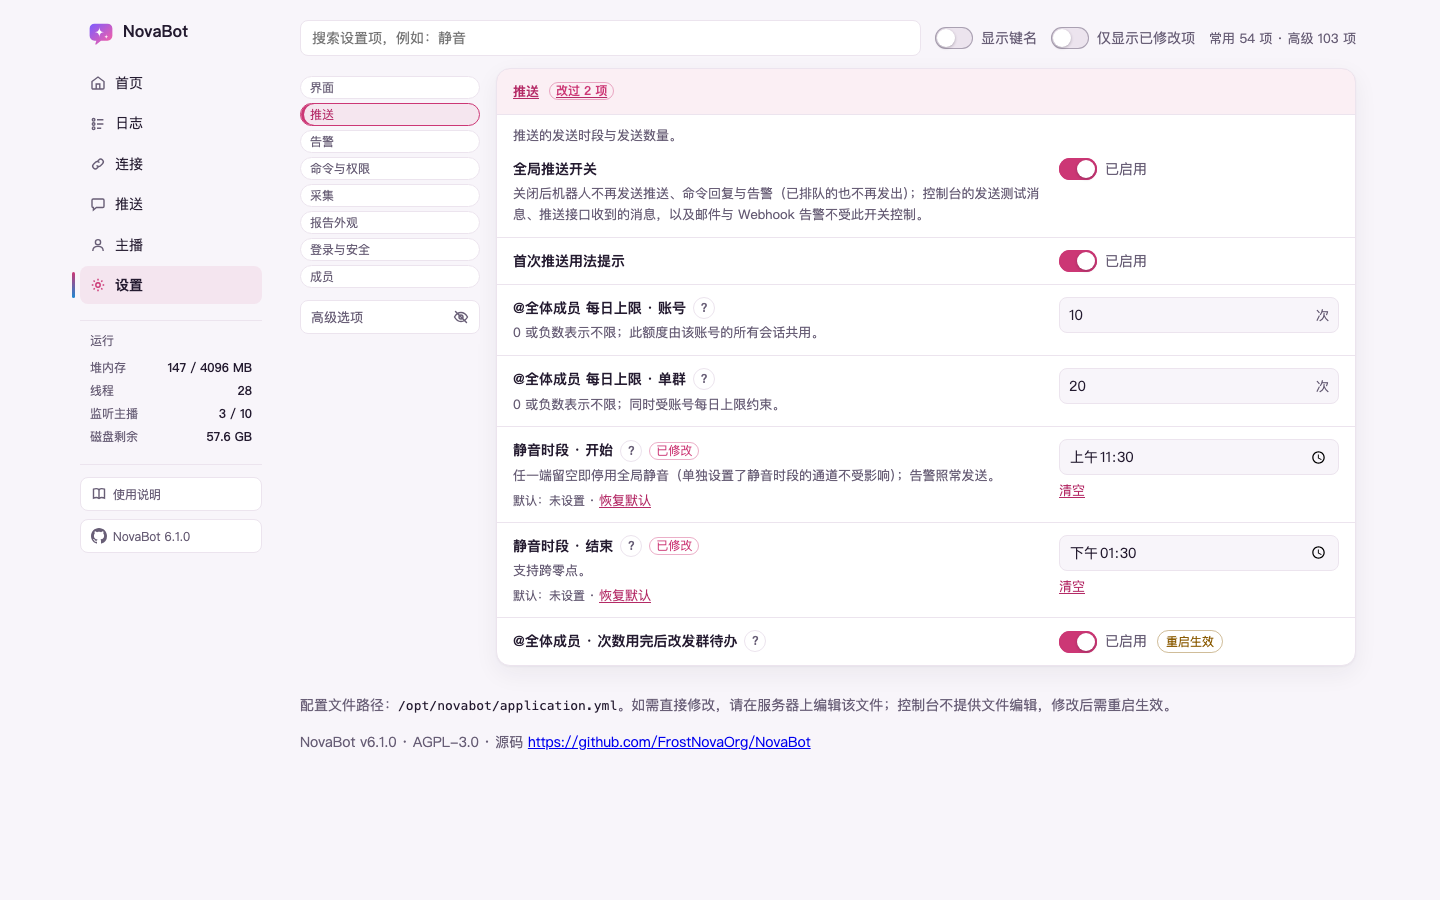 NovaBot
首页
日志
连接
推送
主播
设置
运行
堆内存 147 / 4096 MB
线程 28
监听主播 3 / 10
磁盘剩余 57.6 GB
使用说明
NovaBot 6.1.0
搜索设置项，例如：静音
显示键名
仅显示已修改项
常用 54 项 · 高级 103 项
界面
推送
告警
命令与权限
采集
报告外观
登录与安全
成员
高级选项
推送 改过 2 项
推送的发送时段与发送数量。
全局推送开关
已启用
关闭后机器人不再发送推送、命令回复与告警（已排队的也不再发出）；控制台的发送测试消
息、推送接口收到的消息，以及邮件与 Webhook 告警不受此开关控制。
首次推送用法提示
已启用
@全体成员 每日上限 · 账号 ?
0 或负数表示不限；此额度由该账号的所有会话共用。
10 次
@全体成员 每日上限 · 单群 ?
0 或负数表示不限；同时受账号每日上限约束。
20 次
静音时段 · 开始 ? 已修改
任一端留空即停用全局静音（单独设置了静音时段的通道不受影响）；告警照常发送。
默认：未设置 · 恢复默认
上午 11:30
清空
静音时段 · 结束 ? 已修改
支持跨零点。
默认：未设置 · 恢复默认
下午 01:30
清空
@全体成员 · 次数用完后改发群待办 ?
已启用 重启生效
配置文件路径：/opt/novabot/application.yml。如需直接修改，请在服务器上编辑该文件；控制台不提供文件编辑，修改后需重启生效。
NovaBot v6.1.0 · AGPL-3.0 · 源码 https://github.com/FrostNovaOrg/NovaBot